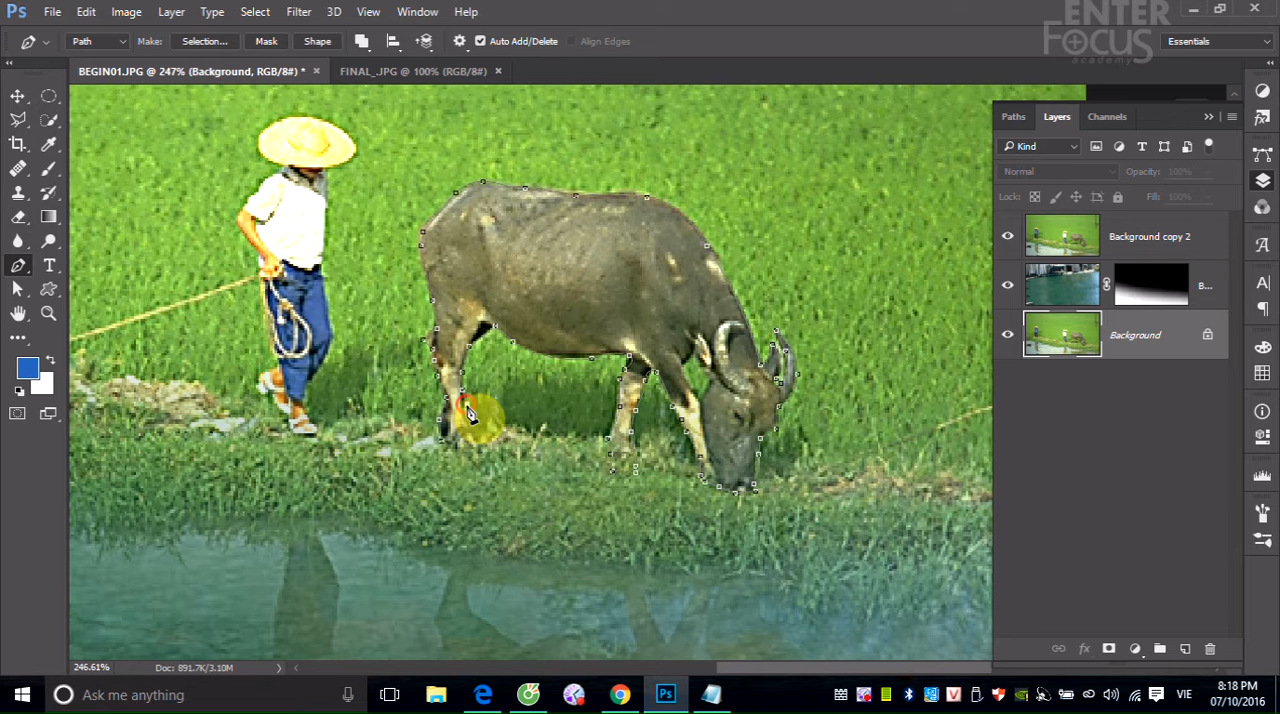 Ps File Edit Image Layer Type Select Filter 3D View Window Help
ENTER FOCUS academy
Path Make: Selection... Mask Shape Auto Add/Delete Align Edges Essentials
BEGIN01.JPG @ 247% (Background, RGB/8#) * × FINAL_.JPG @ 100% (RGB/8#) ×
Paths Layers Channels
Kind
Normal Opacity: 100%
Lock: Fill: 100%
Background copy 2
B...
Background
246.61% Doc: 891.7K/3.10M
Ask me anything
VIE
8:18 PM
07/10/2016